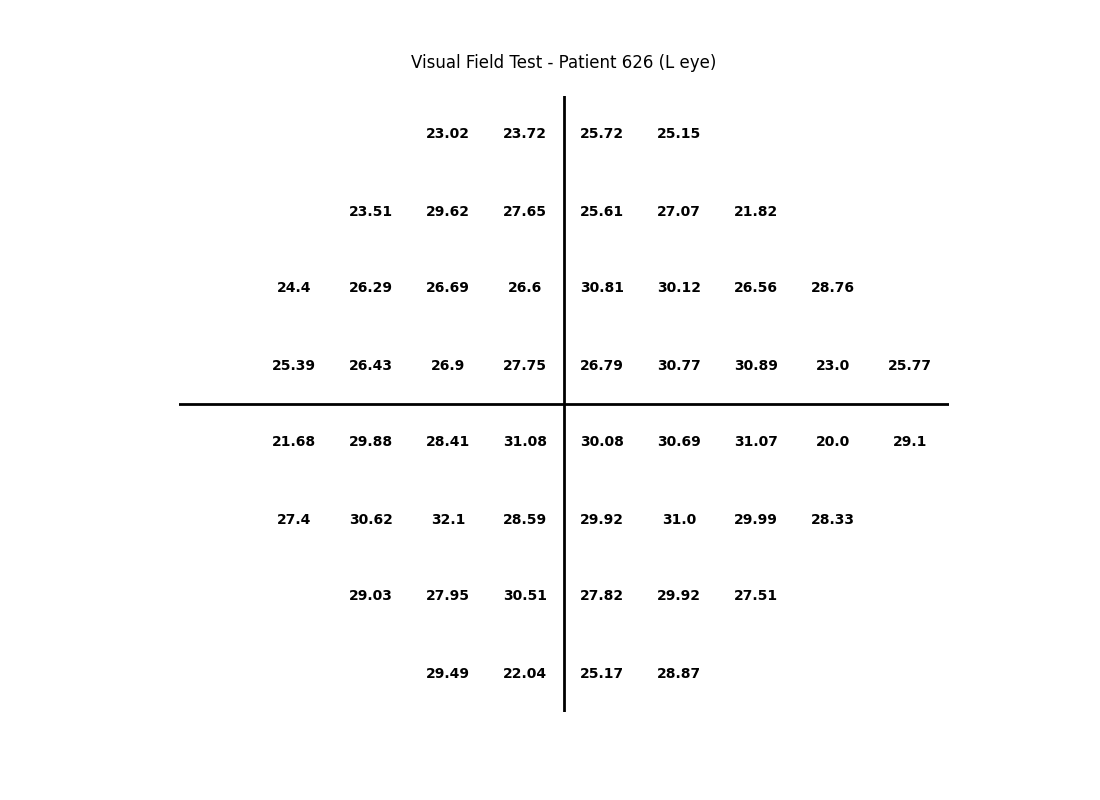 Visual Field Test - Patient 626 (L eye)
23.02 23.72 25.72 25.15
23.51 29.62 27.65 25.61 27.07 21.82
24.4 26.29 26.69 26.6 30.81 30.12 26.56 28.76
25.39 26.43 26.9 27.75 26.79 30.77 30.89 23.0 25.77
21.68 29.88 28.41 31.08 30.08 30.69 31.07 20.0 29.1
27.4 30.62 32.1 28.59 29.92 31.0 29.99 28.33
29.03 27.95 30.51 27.82 29.92 27.51
29.49 22.04 25.17 28.87